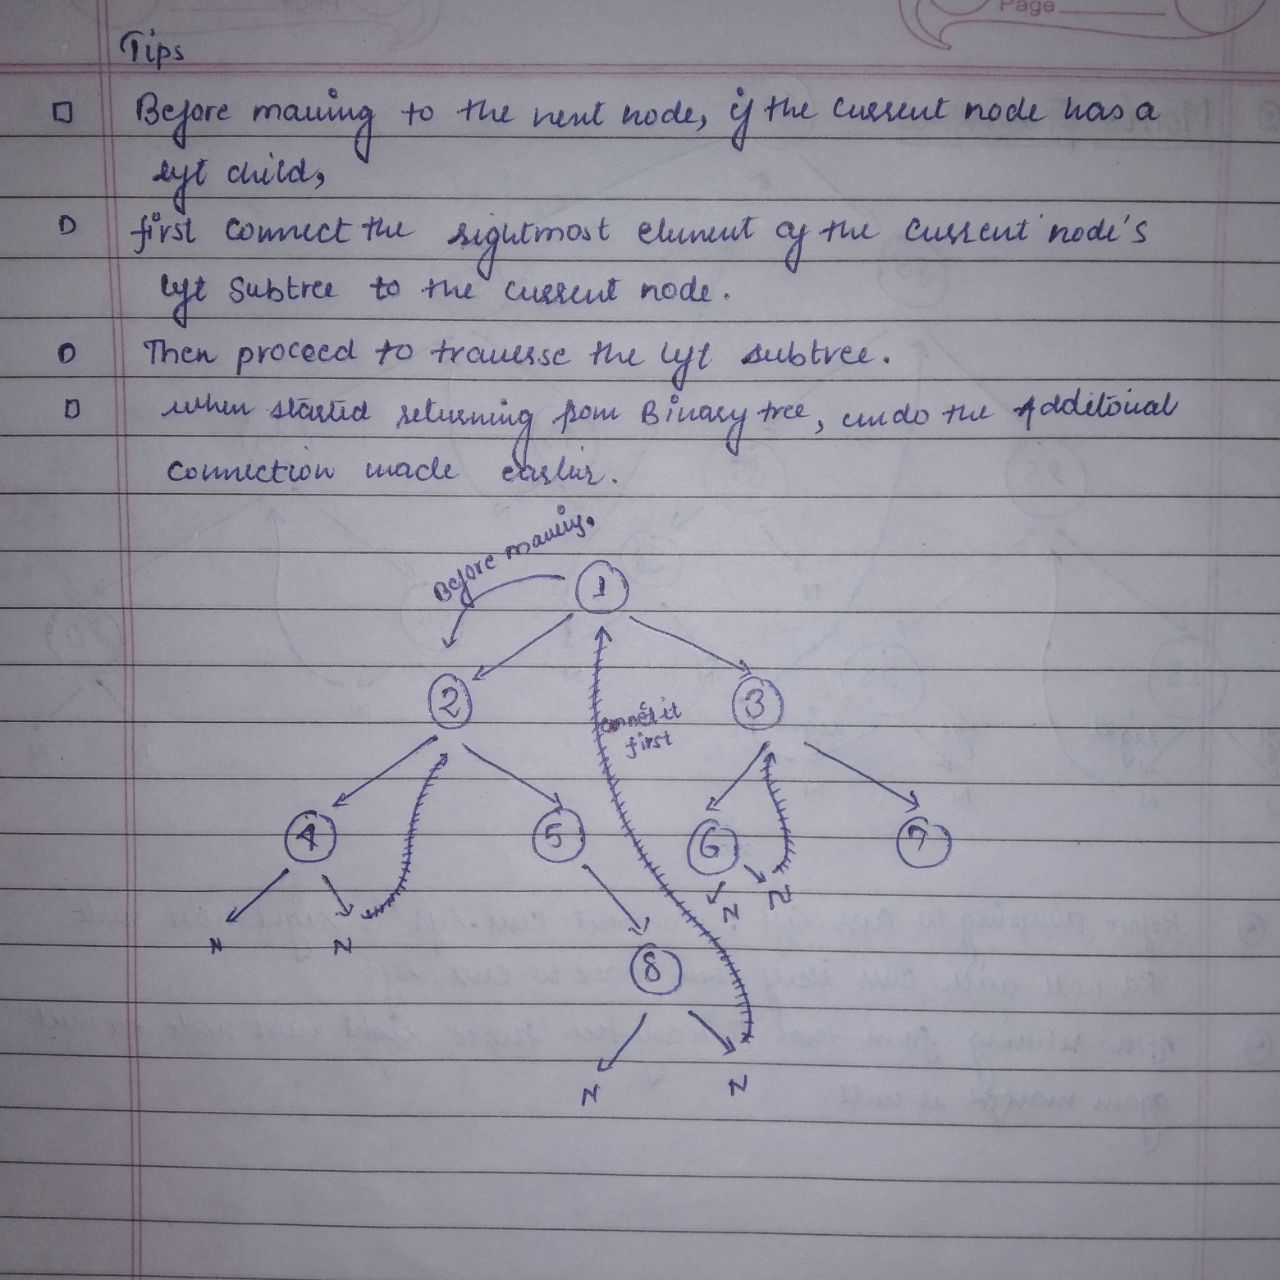 Page
Tips
Before moving to the next node, if the current node has a
left child,
first connect the rightmost element of the current node's
left subtree to the current node.
Then proceed to traverse the left subtree.
when started returning from Binary tree, undo the Additoional
connection made earlier.
Before moving,
1
2
3
connect it
first
4
5
6
7
N
N
N
N
8
N
N